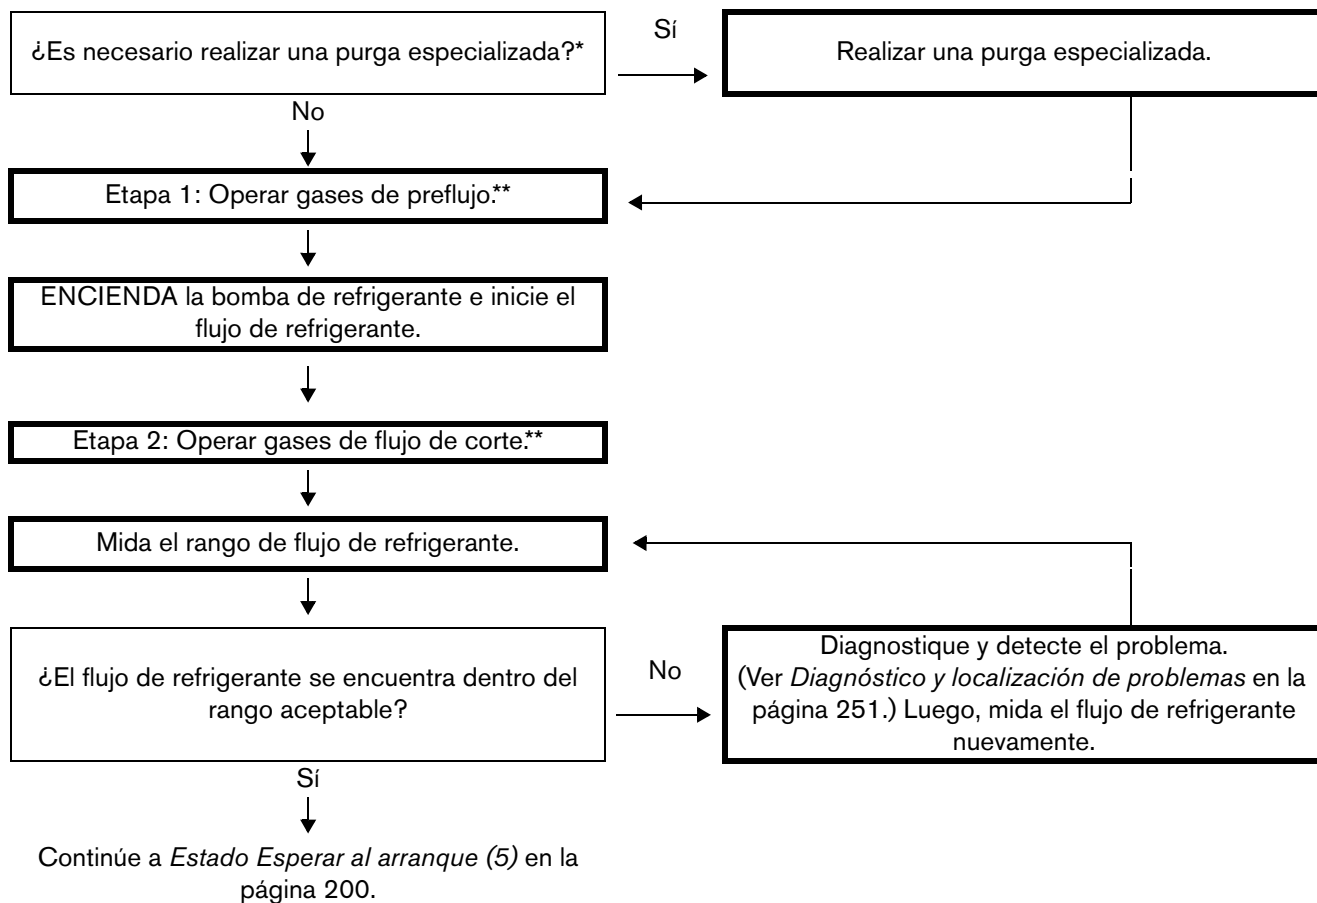 ¿Es necesario realizar una purga especializada?*
Sí
Realizar una purga especializada.
No
Etapa 1: Operar gases de preflujo.**
ENCIENDA la bomba de refrigerante e inicie el
flujo de refrigerante.
Etapa 2: Operar gases de flujo de corte.**
Mida el rango de flujo de refrigerante.
¿El flujo de refrigerante se encuentra dentro del
rango aceptable?
No
Diagnostique y detecte el problema.
(Ver Diagnóstico y localización de problemas en la
página 251.) Luego, mida el flujo de refrigerante
nuevamente.
Sí
Continúe a Estado Esperar al arranque (5) en la
página 200.